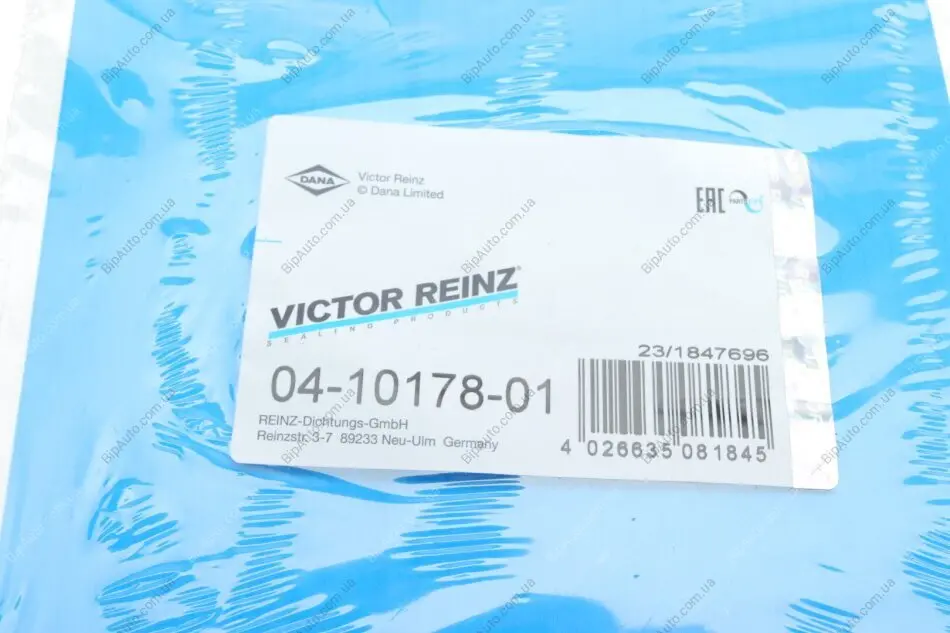 DANA
Victor Reinz
© Dana Limited
EAC
PART
VICTOR REINZ®
SEALING PRODUCTS
23/1847696
04-10178-01
REINZ-Dichtungs-GmbH
Reinzstr. 3-7 89233 Neu-Ulm Germany
4 026635 081845
BipAuto.com.ua